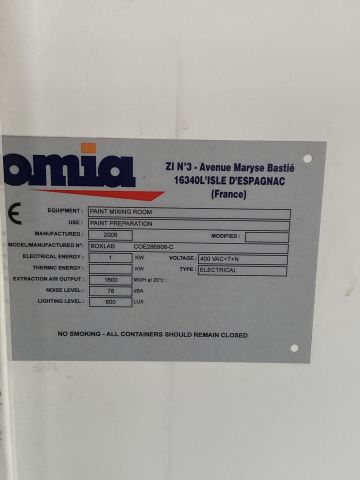 omia
ZI N°3 - Avenue Maryse Bastié
16340L'ISLE D'ESPAGNAC
(France)
CE
EQUIPMENT : PAINT MIXING ROOM
USE : PAINT PREPARATION
MANUFACTURED : 2008 MODIFIED :
MODEL/MANUFACTURED N°: BOXLAB COE286908-C
ELECTRICAL ENERGY : 1 KW VOLTAGE : 400 VAC+T+N
THERMIC-ENERGY : KW TYPE : ELECTRICAL
EXTRACTION AIR OUTPUT : 1600 M3/H at 20°c
NOISE LEVEL : 78 dBA
LIGHTING LEVEL : 600 LUX
NO SMOKING - ALL CONTAINERS SHOULD REMAIN CLOSED